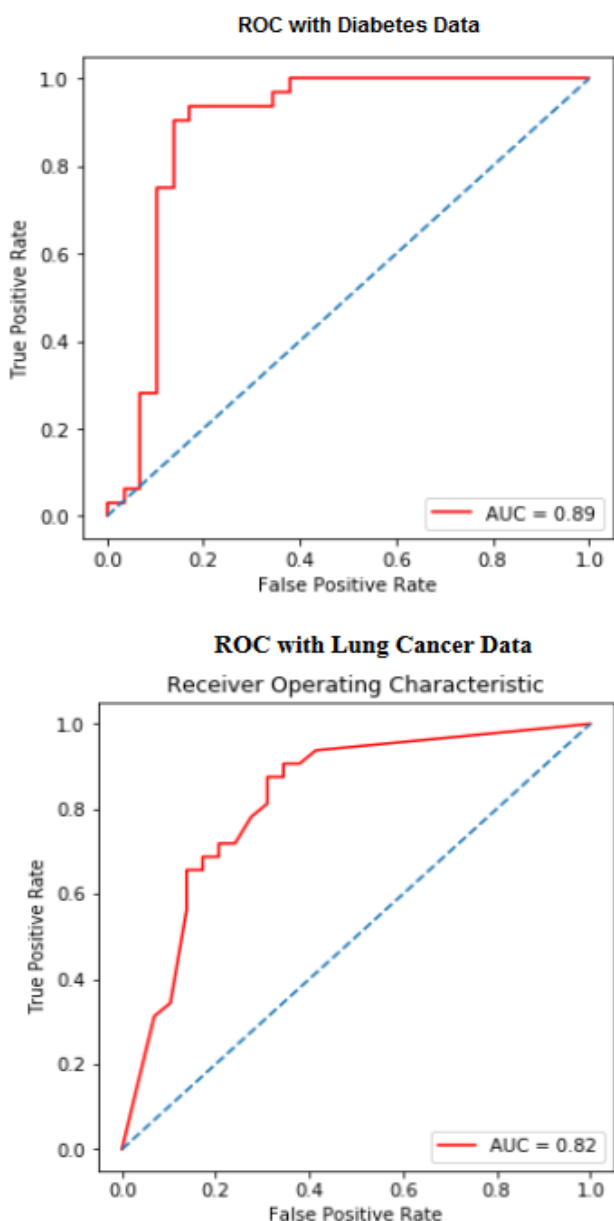 ROC with Diabetes Data
1.0
0.8
0.6
0.4
0.2
0.0
True Positive Rate
AUC = 0.89
0.0 0.2 0.4 0.6 0.8 1.0
False Positive Rate
ROC with Lung Cancer Data
Receiver Operating Characteristic
1.0
0.8
0.6
0.4
0.2
0.0
True Positive Rate
AUC = 0.82
0.0 0.2 0.4 0.6 0.8 1.0
False Positive Rate